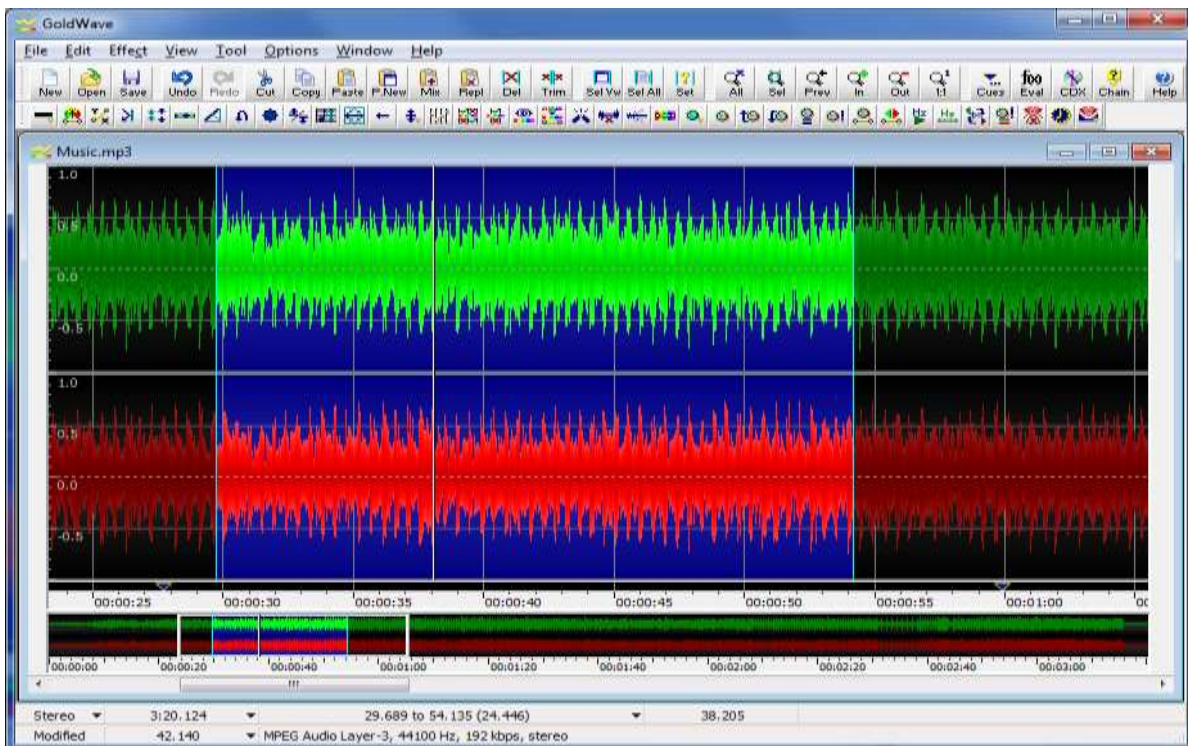 GoldWave
File Edit Effect View Tool Options Window Help
New Open Save Undo Redo Cut Copy Paste P.New Mix Repl Del Trim Sel Vw Sel All Set All Sel Prev In Out 1:1 Cues Eval CDX Chain Help
Music.mp3
1.0
0.5
0.0
-0.5
1.0
0.5
0.0
-0.5
00:00:25 00:00:30 00:00:35 00:00:40 00:00:45 00:00:50 00:00:55 00:01:00
00:00:00 00:00:20 00:00:40 00:01:00 00:01:20 00:01:40 00:02:00 00:02:20 00:02:40 00:03:00
Stereo 3:20.124 29.689 to 54.135 (24.446) 38.205
Modified 42.140 MPEG Audio Layer-3, 44100 Hz, 192 kbps, stereo